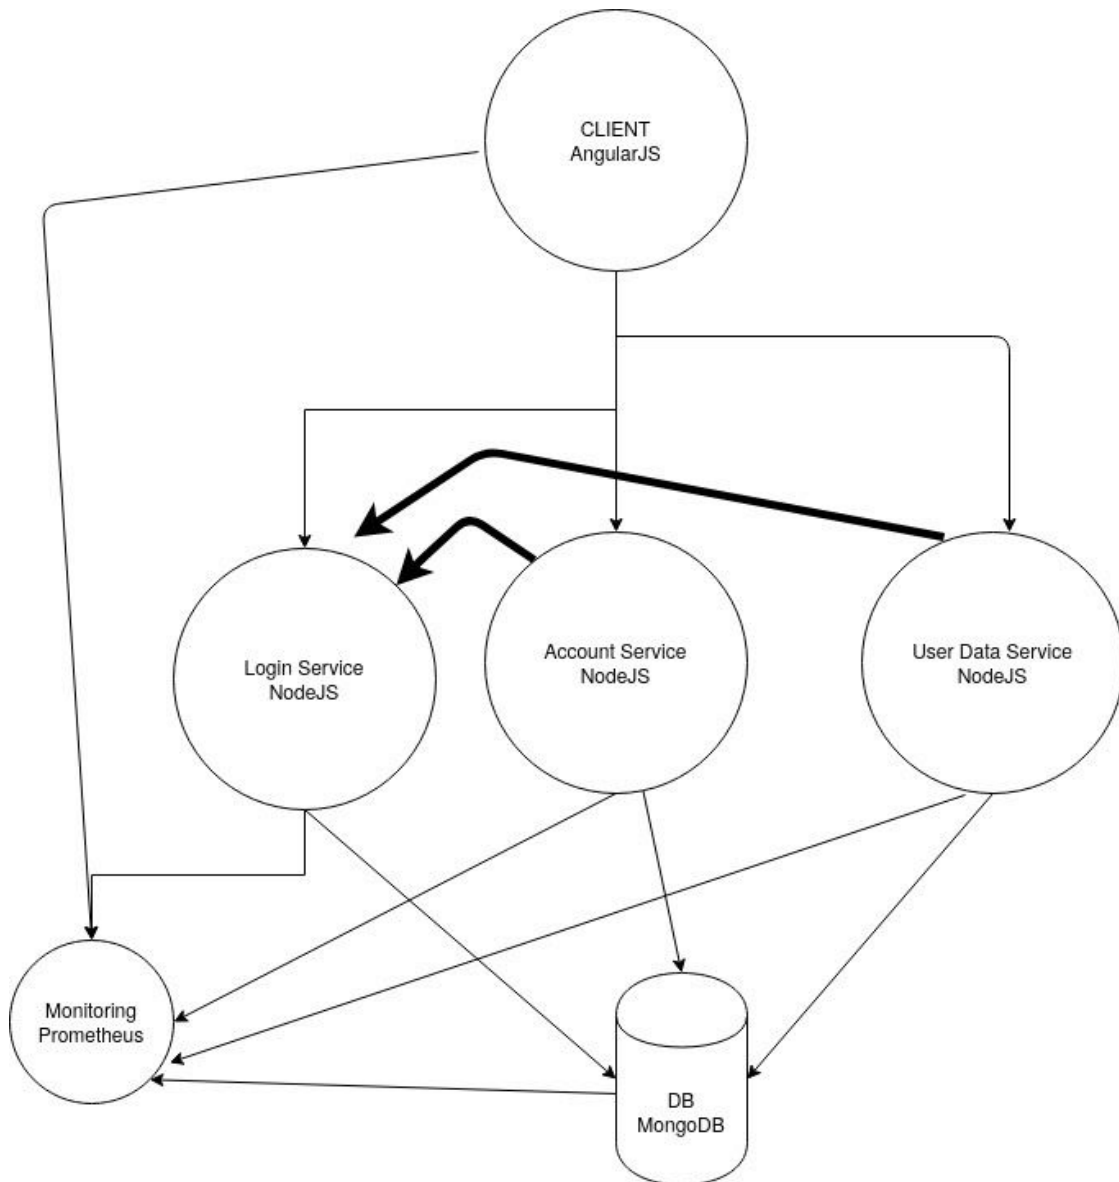 CLIENT
AngularJS
Login Service
NodeJS
Account Service
NodeJS
User Data Service
NodeJS
Monitoring
Prometheus
DB
MongoDB